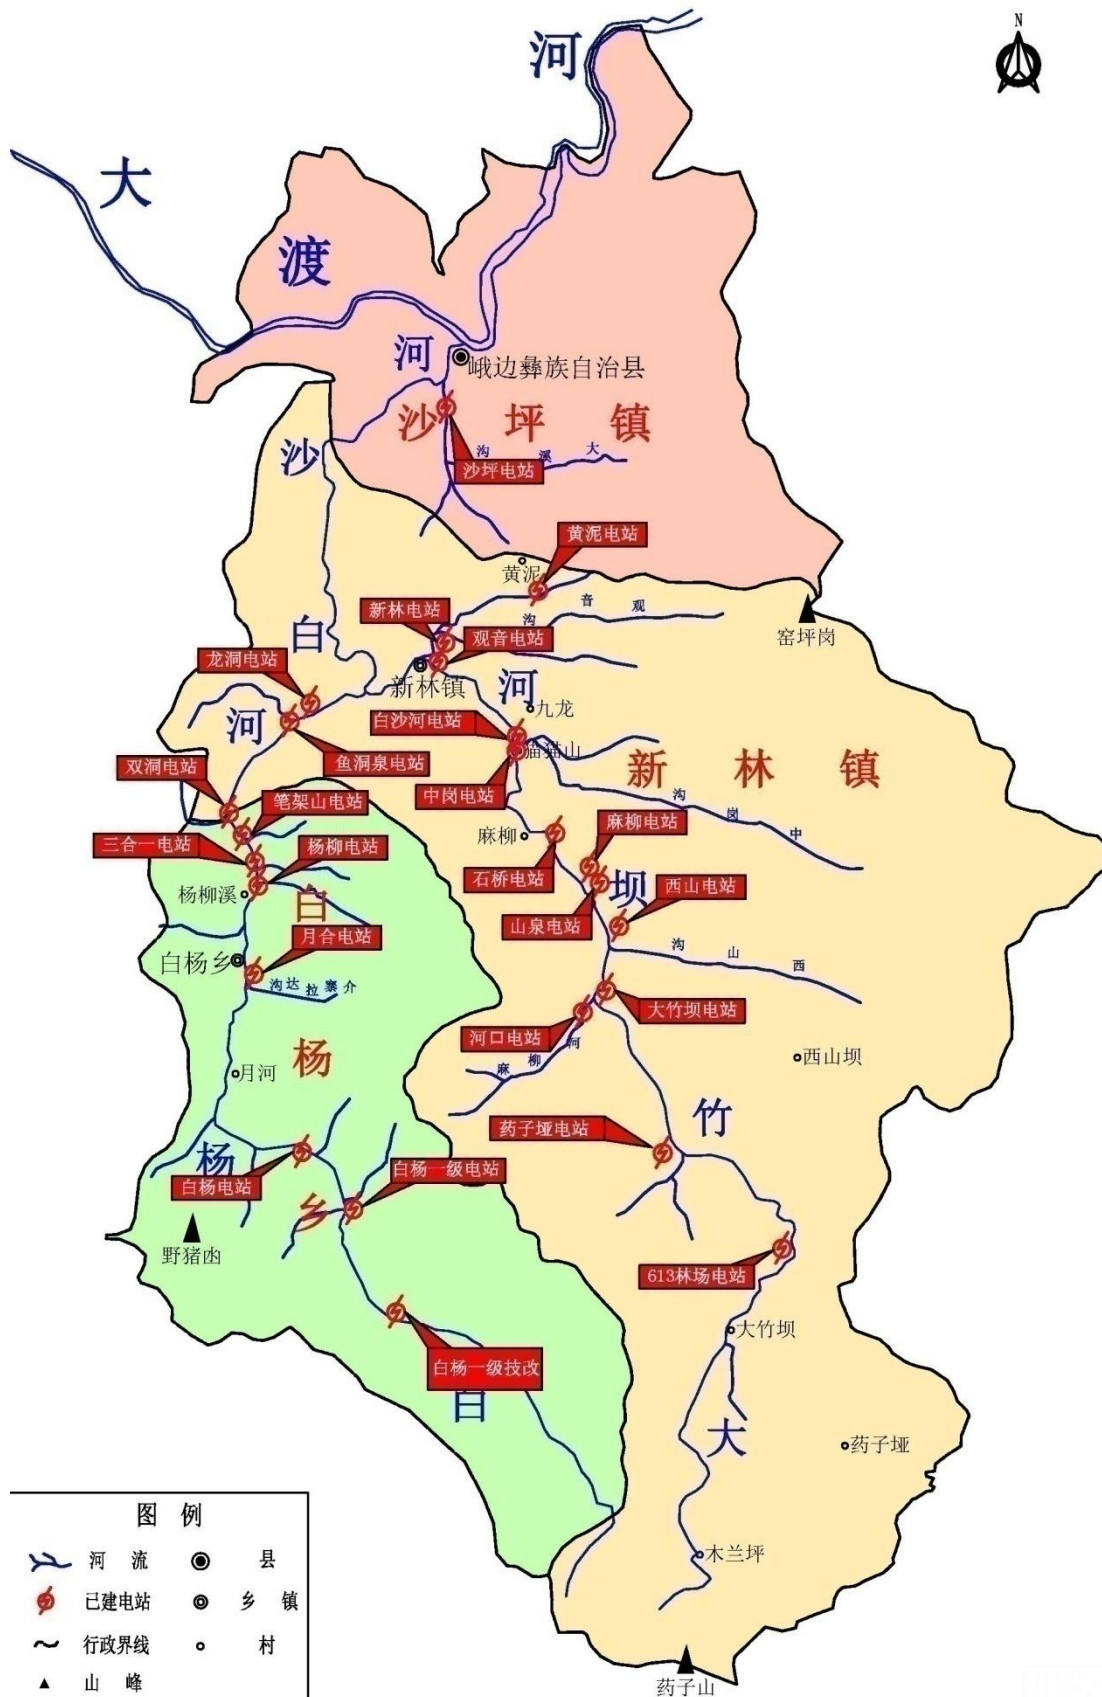 N
河
大
渡
河
峨边彝族自治县
沙坪镇
沙
沟溪大
沙坪电站
黄泥电站
黄泥
沟音观
新林电站
观音电站
窑坪岗
白
龙洞电站
新林镇
河
九龙
白沙河电站
河
猫猫山
鱼洞泉电站
新林镇
双洞电站
中岗电站
沟岗中
笔架山电站
麻柳电站
三合一电站
杨柳电站
麻柳
石桥电站
坝
西山电站
杨柳溪
白
山泉电站
月合电站
沟山西
白杨乡
沟达拉寨介
大竹坝电站
河口电站
杨
麻柳河
西山坝
月河
竹
药子垭电站
杨
白杨一级电站
白杨电站
乡
野猪凼
613林场电站
大竹坝
白杨一级技改
白
大
药子垭
木兰坪
药子山
图例
河流
县
已建电站
乡镇
行政界线
村
山峰